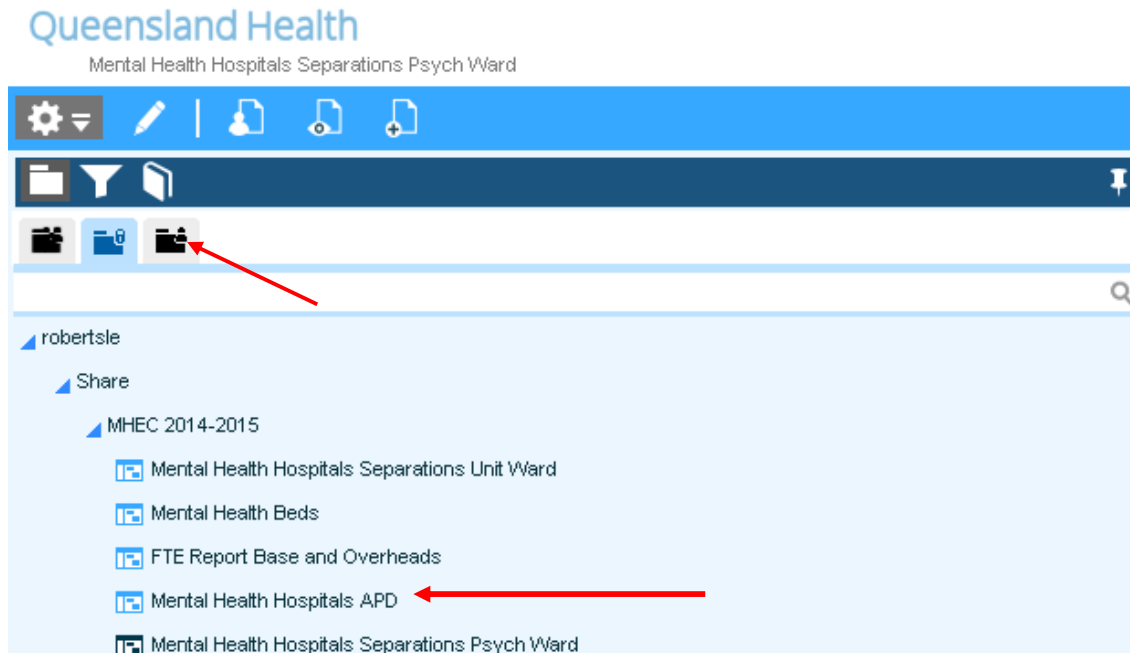 Queensland Health
Mental Health Hospitals Separations Psych Ward
robertsle
Share
MHEC 2014-2015
Mental Health Hospitals Separations Unit Ward
Mental Health Beds
FTE Report Base and Overheads
Mental Health Hospitals APD
Mental Health Hospitals Separations Psych Ward